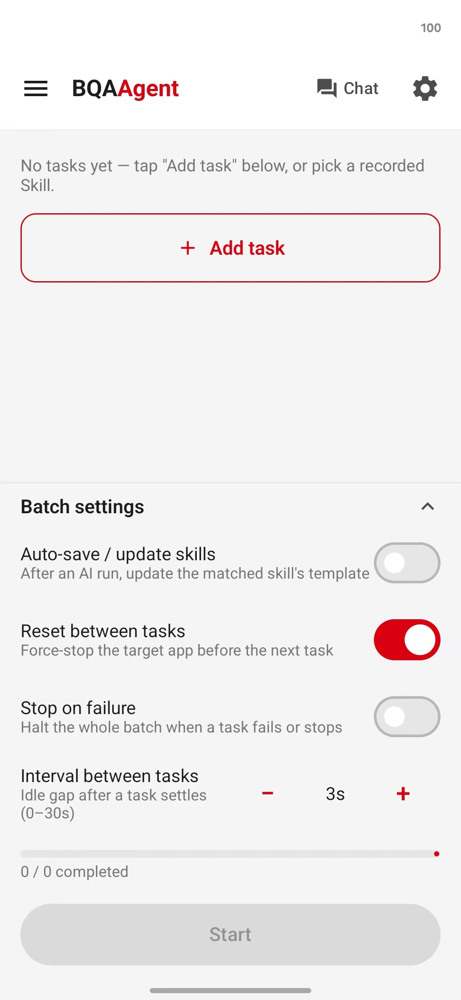 100
BQAAgent
Chat
No tasks yet — tap "Add task" below, or pick a recorded
Skill.
+ Add task
Batch settings
Auto-save / update skills
After an AI run, update the matched skill's template
Reset between tasks
Force-stop the target app before the next task
Stop on failure
Halt the whole batch when a task fails or stops
Interval between tasks
Idle gap after a task settles
(0–30s)
− 3s +
0 / 0 completed
Start